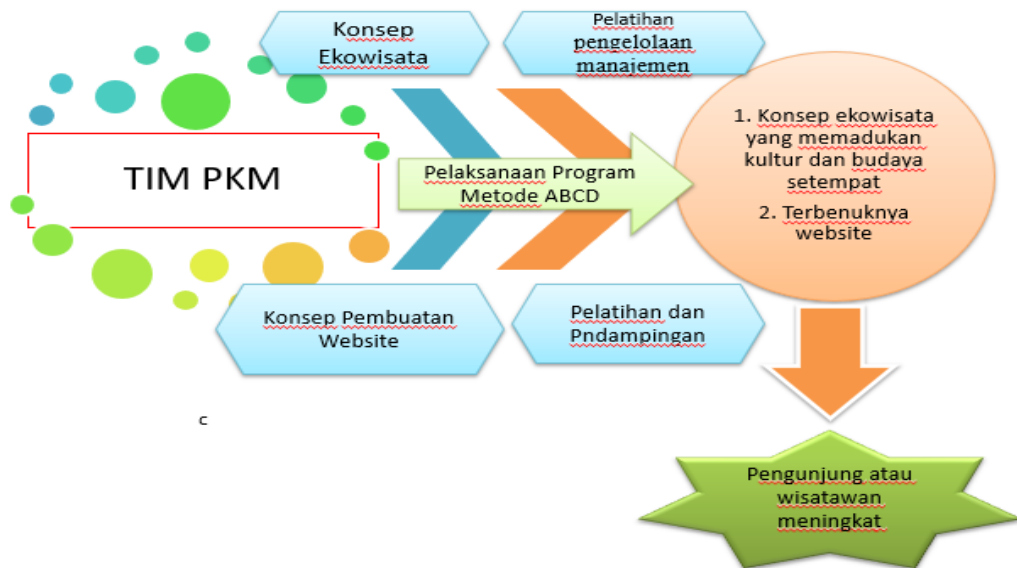 Konsep
Ekowisata
Pelatihan
pengelolaan
manajemen
TIM PKM
Pelaksanaan Program
Metode ABCD
1. Konsep ekowisata
yang memadukan
kultur dan budaya
setempat
2. Terbenuknya
website
Konsep Pembuatan
Website
Pelatihan dan
Pndampingan
c
Pengunjung atau
wisatawan
meningkat